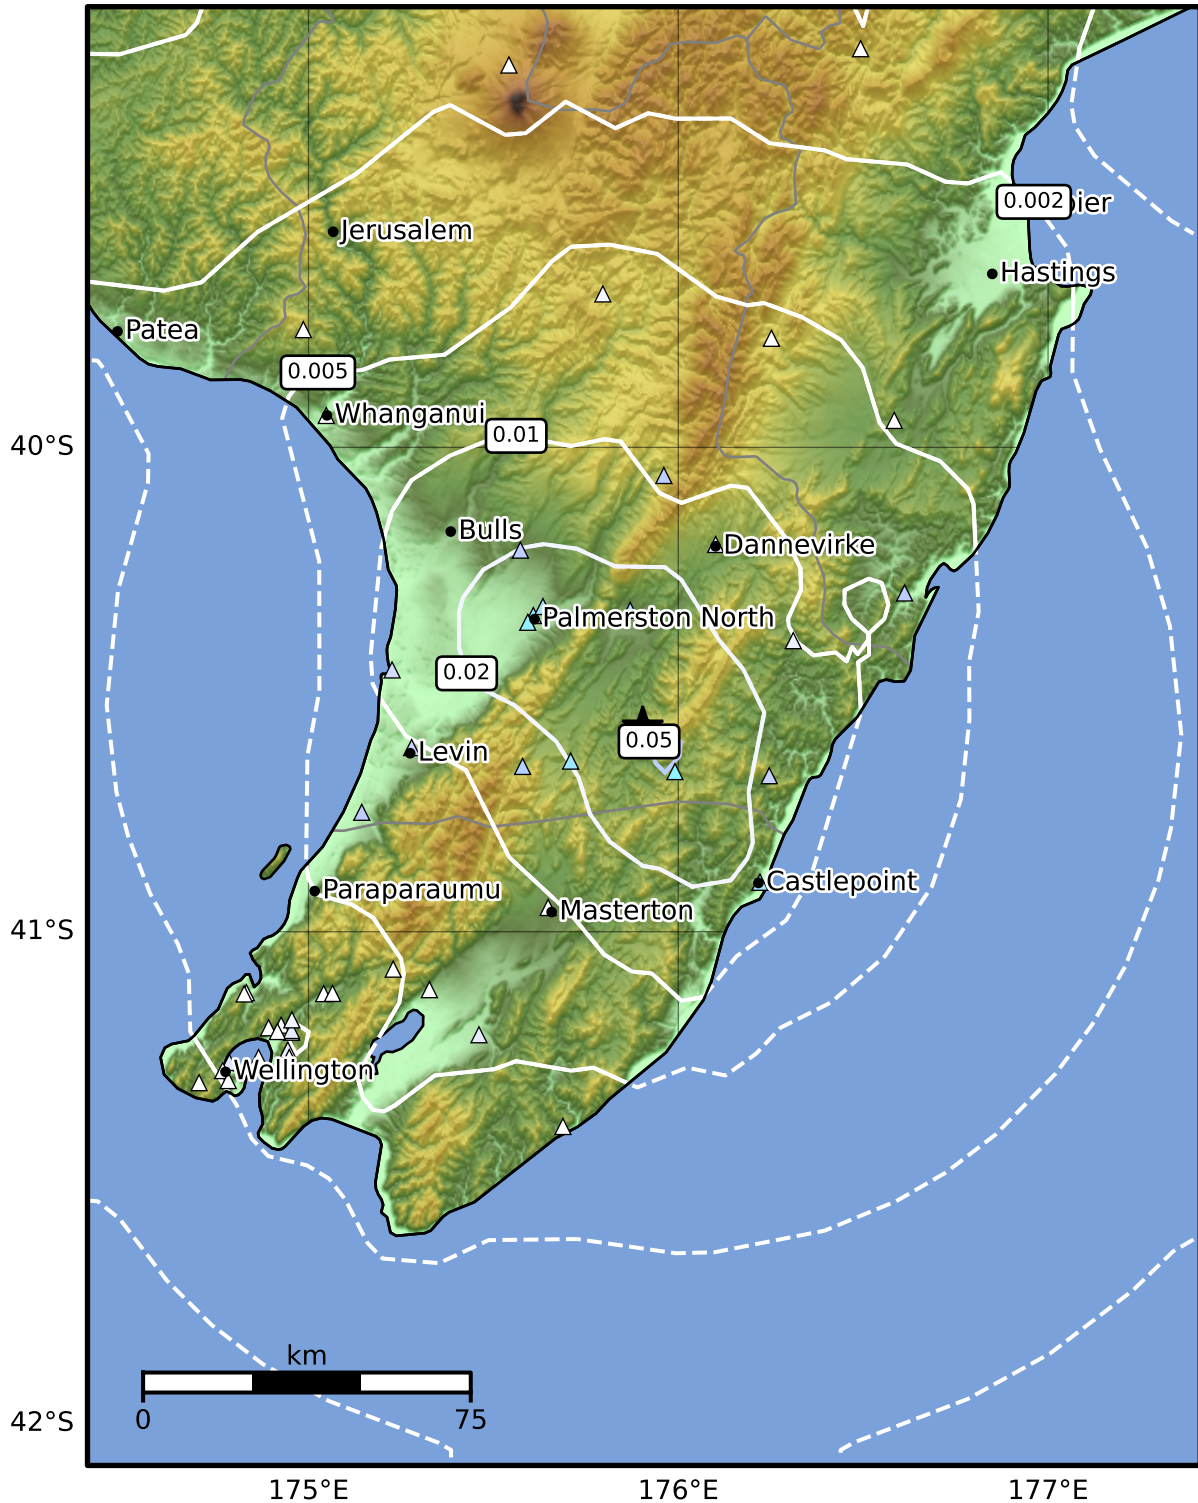 0.002
Jerusalem
Hastings
Patea
0.005
Whanganui
0.01
40°S
Bulls
Dannevirke
Palmerston North
0.02
0.05
Levin
Castlepoint
Paraparaumu
Masterton
41°S
Wellington
km
0 75
42°S
175°E 176°E 177°E